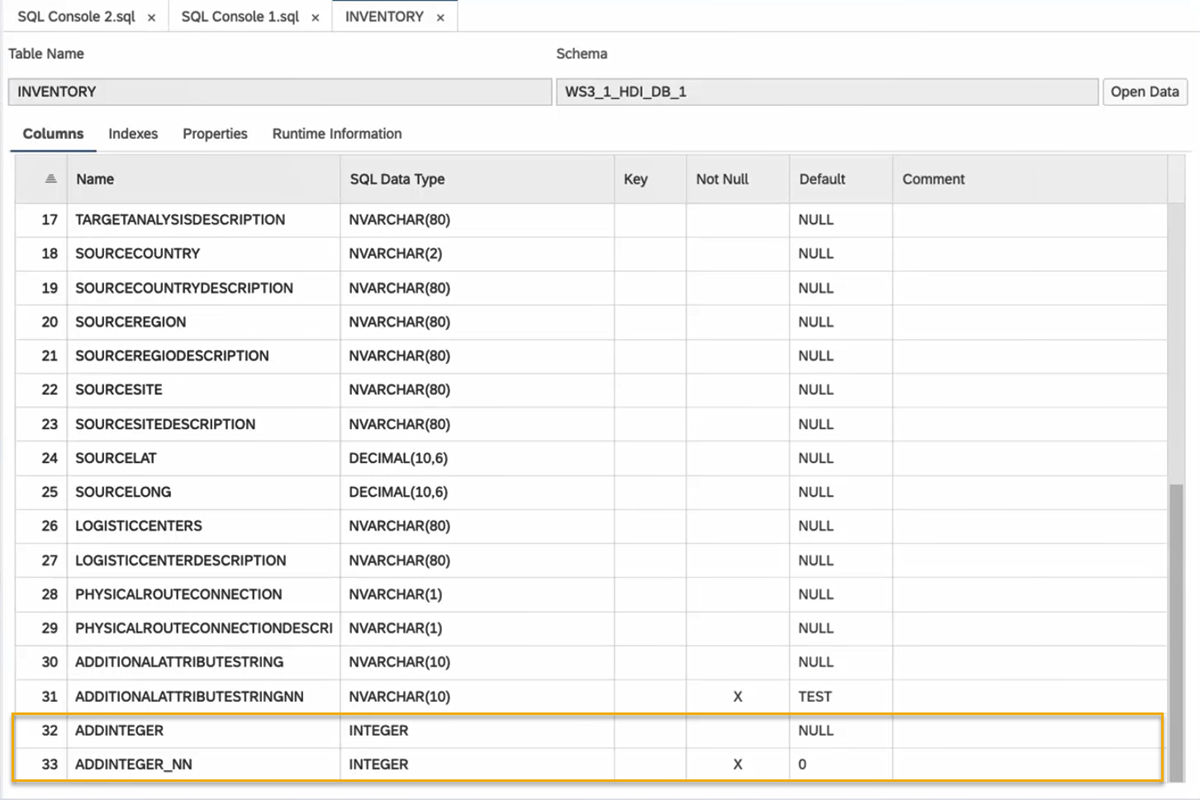 SQL Console 2.sql × SQL Console 1.sql × INVENTORY ×
Table Name Schema
INVENTORY WS3_1_HDI_DB_1 Open Data
Columns Indexes Properties Runtime Information
Name SQL Data Type Key Not Null Default Comment
17 TARGETANALYSISDESCRIPTION NVARCHAR(80) NULL
18 SOURCECOUNTRY NVARCHAR(2) NULL
19 SOURCECOUNTRYDESCRIPTION NVARCHAR(80) NULL
20 SOURCEREGION NVARCHAR(80) NULL
21 SOURCEREGIODESCRIPTION NVARCHAR(80) NULL
22 SOURCESITE NVARCHAR(80) NULL
23 SOURCESITEDESCRIPTION NVARCHAR(80) NULL
24 SOURCELAT DECIMAL(10,6) NULL
25 SOURCELONG DECIMAL(10,6) NULL
26 LOGISTICCENTERS NVARCHAR(80) NULL
27 LOGISTICCENTERDESCRIPTION NVARCHAR(80) NULL
28 PHYSICALROUTECONNECTION NVARCHAR(1) NULL
29 PHYSICALROUTECONNECTIONDESCRI NVARCHAR(1) NULL
30 ADDITIONALATTRIBUTESTRING NVARCHAR(10) NULL
31 ADDITIONALATTRIBUTESTRINGNN NVARCHAR(10) X TEST
32 ADDINTEGER INTEGER NULL
33 ADDINTEGER_NN INTEGER X 0